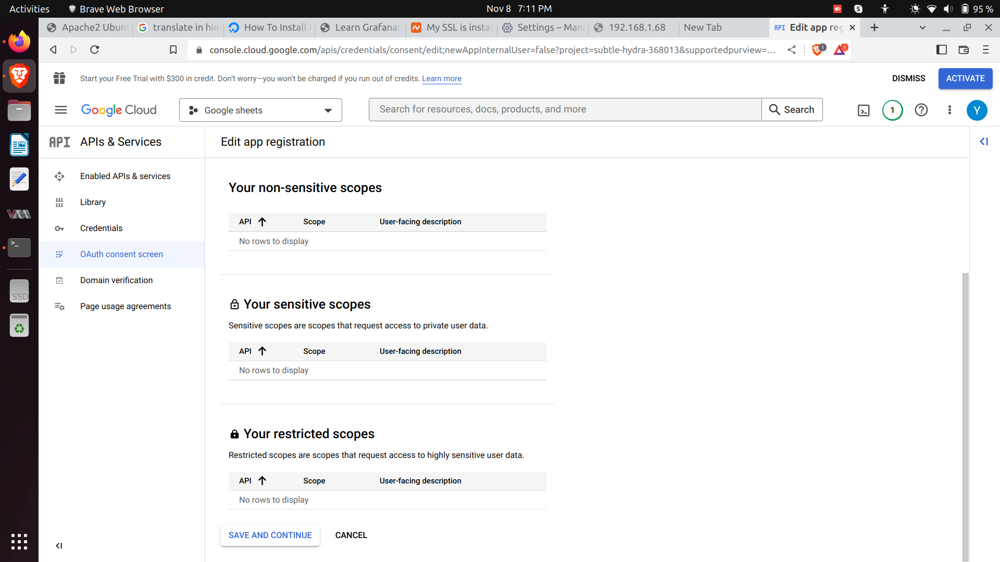 Activities Brave Web Browser Nov 8 7:11 PM 95 %
Apache2 Ubun translate in hin How To Install Learn Grafana: My SSL is instal Settings – Man 192.168.1.68 New Tab API Edit app reg
console.cloud.google.com/apis/credentials/consent/edit;newAppInternalUser=false?project=subtle-hydra-368013&supportedpurview=... 1 1
Start your Free Trial with $300 in credit. Don’t worry—you won’t be charged if you run out of credits. Learn more DISMISS ACTIVATE
Google Cloud Google sheets Search for resources, docs, products, and more Search 1 Y
API APIs & Services Edit app registration
Enabled APIs & services
Library
Credentials
OAuth consent screen
Domain verification
Page usage agreements
SSD
Your non-sensitive scopes
API Scope User-facing description
No rows to display
Your sensitive scopes
Sensitive scopes are scopes that request access to private user data.
API Scope User-facing description
No rows to display
Your restricted scopes
Restricted scopes are scopes that request access to highly sensitive user data.
API Scope User-facing description
No rows to display
SAVE AND CONTINUE CANCEL